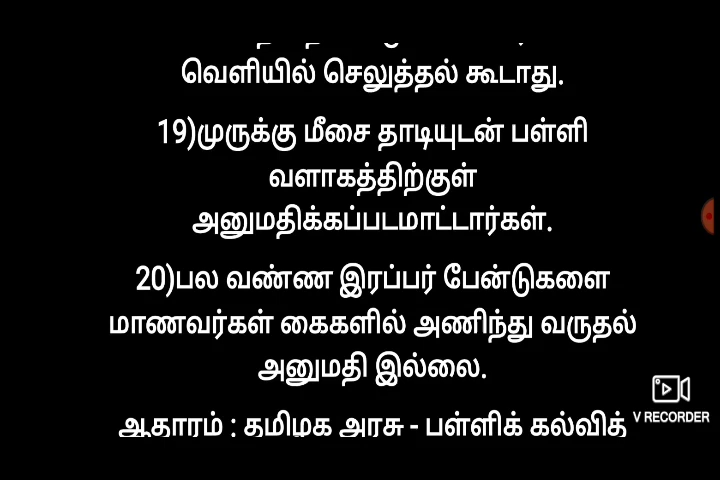 வெளியில் செலுத்தல் கூடாது.
19)முருக்கு மீசை தாடியுடன் பள்ளி
வளாகத்திற்குள்
அனுமதிக்கப்படமாட்டார்கள்.
20)பல வண்ண இரப்பர் பேன்டுகளை
மாணவர்கள் கைகளில் அணிந்து வருதல்
அனுமதி இல்லை.
V RECORDER
ஆதாரம் : தமிழக அரசு - பள்ளிக் கல்வித்